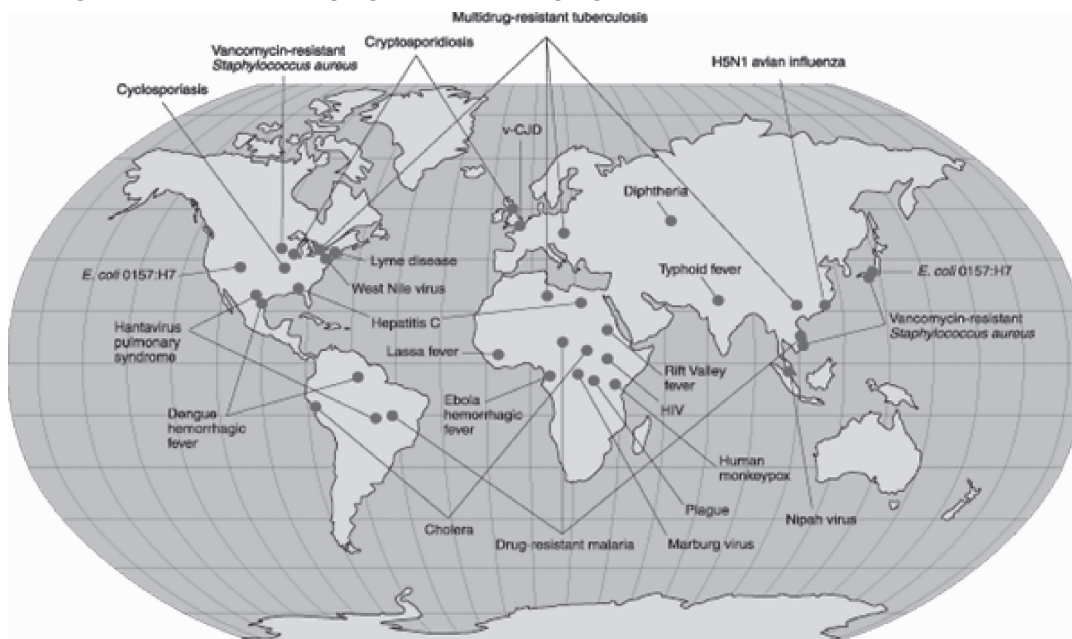 Multidrug-resistant tuberculosis
Cryptosporidiosis
Vancomycin-resistant
Staphylococcus aureus
H5N1 avian influenza
Cyclosporiasis
v-CJD
Diphtheria
E. coli 0157:H7
Lyme disease
Typhoid fever
E. coli 0157:H7
West Nile virus
Hepatitis C
Vancomycin-resistant
Staphylococcus aureus
Hantavirus
pulmonary
syndrome
Lassa fever
Rift Valley
fever
Ebola
hemorrhagic
fever
HIV
Dengue
hemorrhagic
fever
Human
monkeypox
Plague
Nipah virus
Cholera
Drug-resistant malaria
Marburg virus